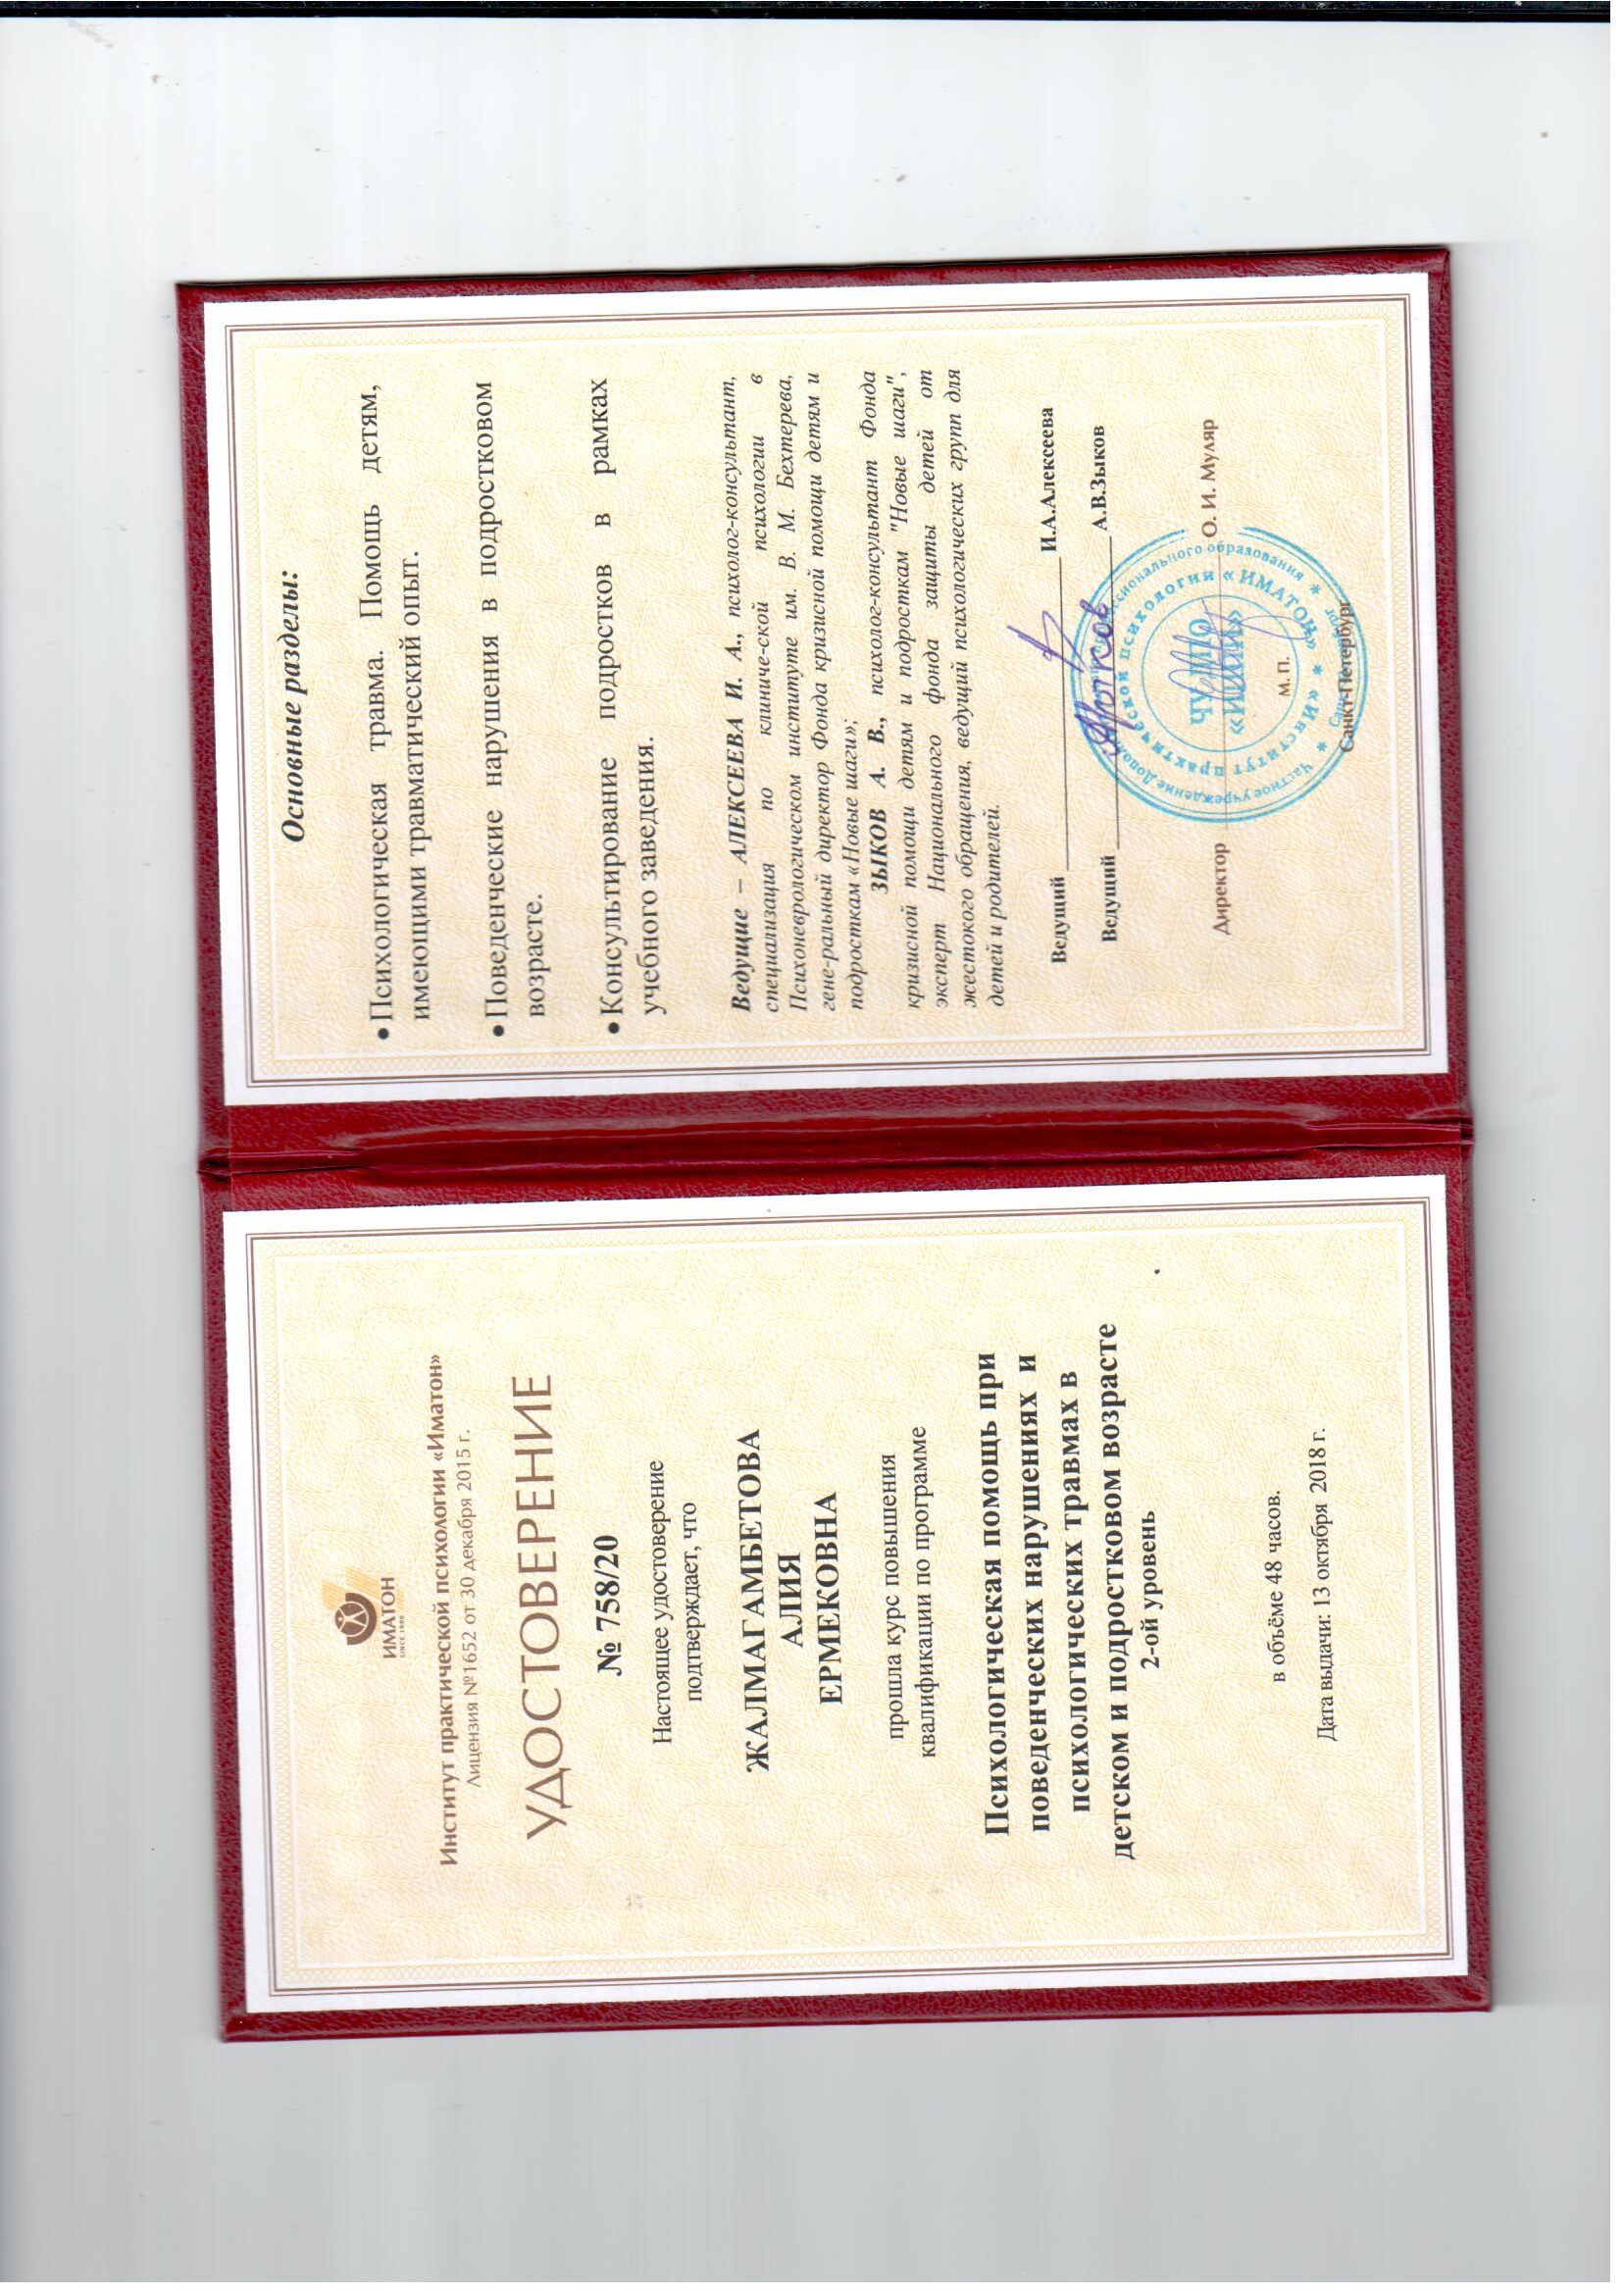 ИМАТОН
SINCE 1990
Институт практической психологии «Иматон»
Лицензия №1652 от 30 декабря 2015 г.
УДОСТОВЕРЕНИЕ
№ 758/20
Настоящее удостоверение
подтверждает, что
ЖАЛМАГАМБЕТОВА
АЛИЯ
ЕРМЕКОВНА
прошла курс повышения
квалификации по программе
Психологическая помощь при
поведенческих нарушениях и
психологических травмах в
детском и подростковом возрасте
2-ой уровень
в объёме 48 часов.
Дата выдачи: 13 октября 2018 г.
Основные разделы:
• Психологическая травма. Помощь детям,
имеющими травматический опыт.
• Поведенческие нарушения в подростковом
возрасте.
• Консультирование подростков в рамках
учебного заведения.
Ведущие – АЛЕКСЕЕВА И. А., психолог-консультант,
специализация по клиниче-ской психологии в
Психоневрологическом институте им. В. М. Бехтерева,
гене-ральный директор Фонда кризисной помощи детям и
подросткам «Новые шаги»;
ЗЫКОВ А. В., психолог-консультант Фонда
кризисной помощи детям и подросткам "Новые шаги",
эксперт Национального фонда защиты детей от
жестокого обращения, ведущий психологических групп для
детей и родителей.
Ведущий И.А.Алексеева
Ведущий А.В.Зыков
Директор О. И. Муляр
Частное учреждение Дополнительного профессионального образования * Санкт-Петербург *
«Институт практической психологии «ИМАТОН» *
ЧУ ДПО
«ИППИ»
М. П.
Санкт-Петербург